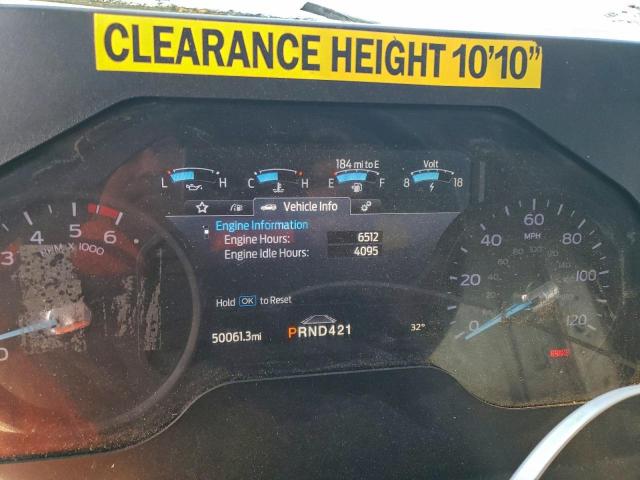 CLEARANCE HEIGHT 10'10"
184 mi to E
Volt
L H C H E F 8 18
Vehicle Info
Engine Information
Engine Hours: 6512
Engine Idle Hours: 4095
Hold OK to Reset
50061.3mi
PRND421
32°
3 4 5 6
RPM X 1000
0
0 20 40 60 80 100 120
MPH
BRAKE